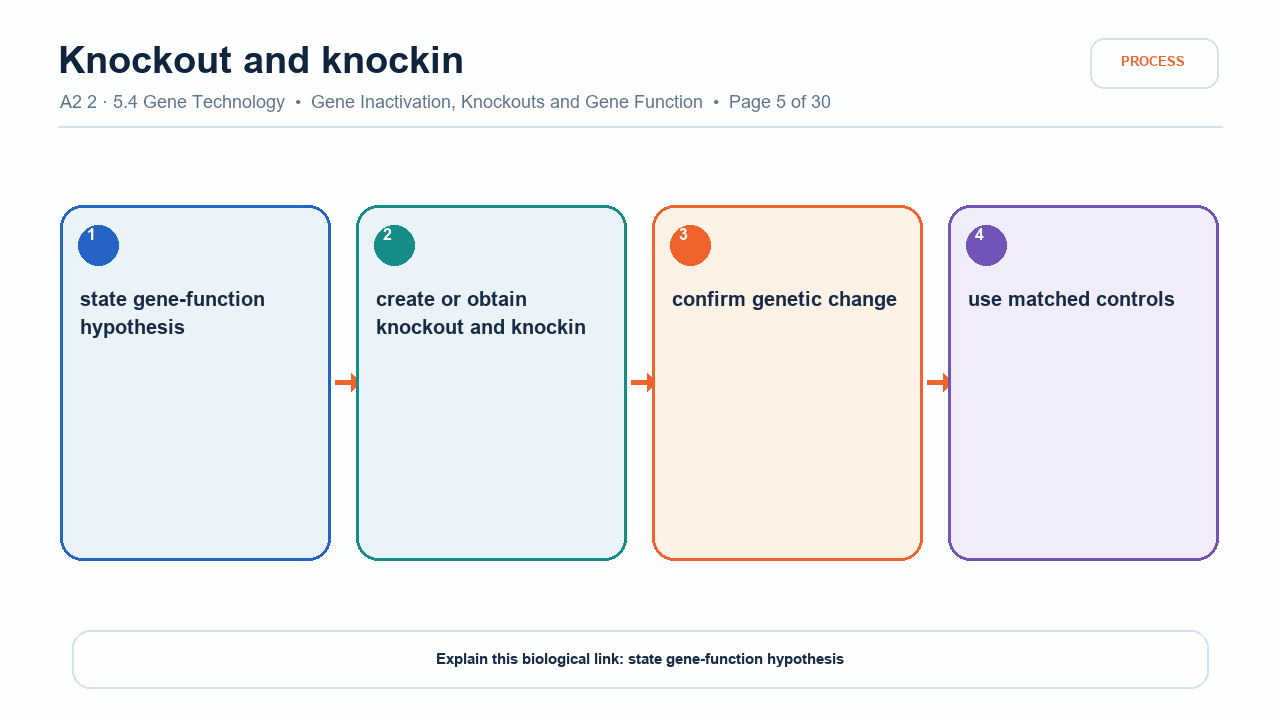 Knockout and knockin
PROCESS
A2 2 · 5.4 Gene Technology • Gene Inactivation, Knockouts and Gene Function • Page 5 of 30
1
state gene-function
hypothesis
2
create or obtain
knockout and knockin
3
confirm genetic change
4
use matched controls
Explain this biological link: state gene-function hypothesis